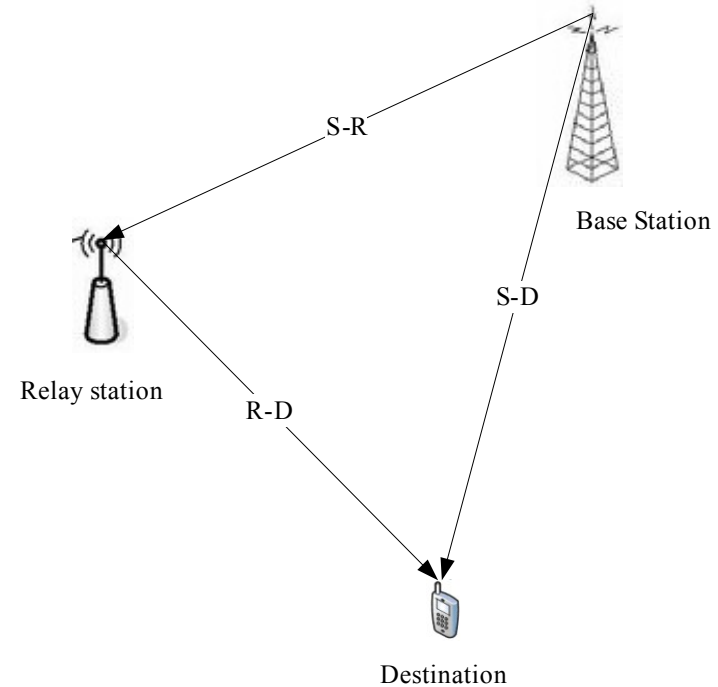 S-R
Base Station
S-D
Relay station
R-D
Destination